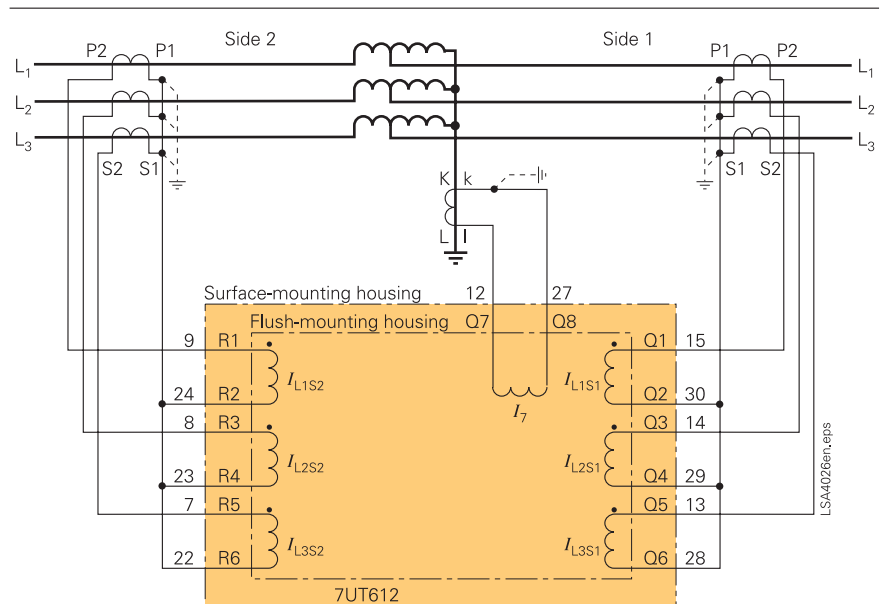 Side 2 Side 1
P2 P1 P1 P2
L1 L1
L2 L2
L3 L3
S2 S1 S1 S2
K k
L l
Surface-mounting housing 12 27
Flush-mounting housing Q7 Q8
9 R1 Q1 15
IL1S2 IL1S1
24 R2 Q2 30
I7
8 R3 Q3 14
IL2S2 IL2S1
23 R4 Q4 29
7 R5 Q5 13
IL3S2 IL3S1
22 R6 Q6 28
7UT612
LSA4026en.eps